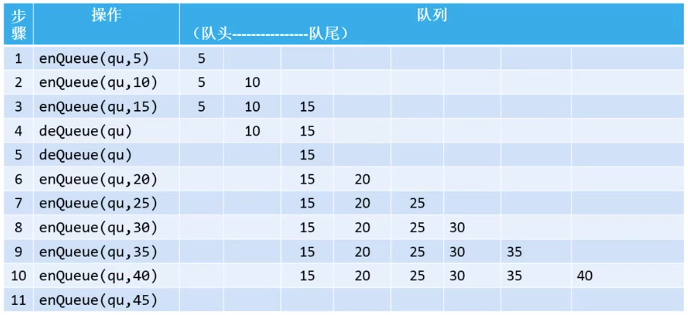 步骤 操作 队列
（队头----------------队尾）
1 enQueue(qu,5) 5
2 enQueue(qu,10) 5 10
3 enQueue(qu,15) 5 10 15
4 deQueue(qu) 10 15
5 deQueue(qu) 15
6 enQueue(qu,20) 15 20
7 enQueue(qu,25) 15 20 25
8 enQueue(qu,30) 15 20 25 30
9 enQueue(qu,35) 15 20 25 30 35
10 enQueue(qu,40) 15 20 25 30 35 40
11 enQueue(qu,45)